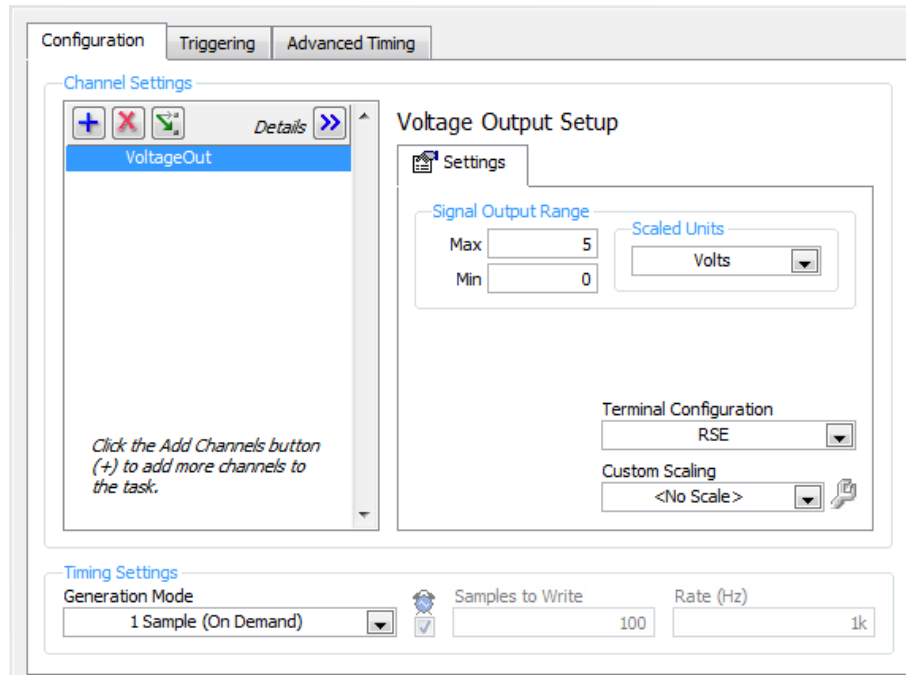 Configuration
Triggering
Advanced Timing
Channel Settings
Details
VoltageOut
Click the Add Channels button
(+) to add more channels to
the task.
Voltage Output Setup
Settings
Signal Output Range
Max 5
Min 0
Scaled Units
Volts
Terminal Configuration
RSE
Custom Scaling
<No Scale>
Timing Settings
Generation Mode
1 Sample (On Demand)
Samples to Write
100
Rate (Hz)
1k